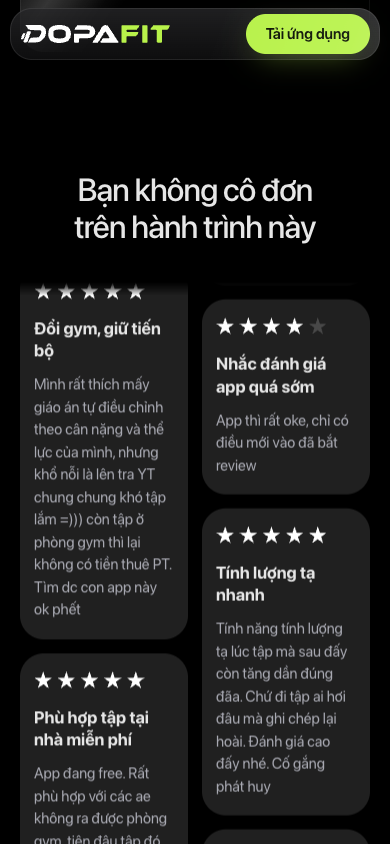 DOPAFIT
Tải ứng dụng
Bạn không cô đơn
trên hành trình này
Đổi gym, giữ tiến
bộ
Mình rất thích mấy
giáo án tự điều chỉnh
theo cân nặng và thể
lực của mình, nhưng
khổ nỗi là lên tra YT
chung chung khó tập
lắm =))) còn tập ở
phòng gym thì lại
không có tiền thuê PT.
Tìm dc con app này
ok phết
Phù hợp tập tại
nhà miễn phí
App đang free. Rất
phù hợp với các ae
không ra được phòng
gym, tiện đâu tập đó
Nhắc đánh giá
app quá sớm
App thì rất oke, chỉ có
điều mới vào đã bắt
review
Tính lượng tạ
nhanh
Tính năng tính lượng
tạ lúc tập mà sau đấy
còn tăng dần đúng
đãa. Chứ đi tập ai hơi
đâu mà ghi chép lại
hoài. Đánh giá cao
đấy nhé. Cố gắng
phát huy